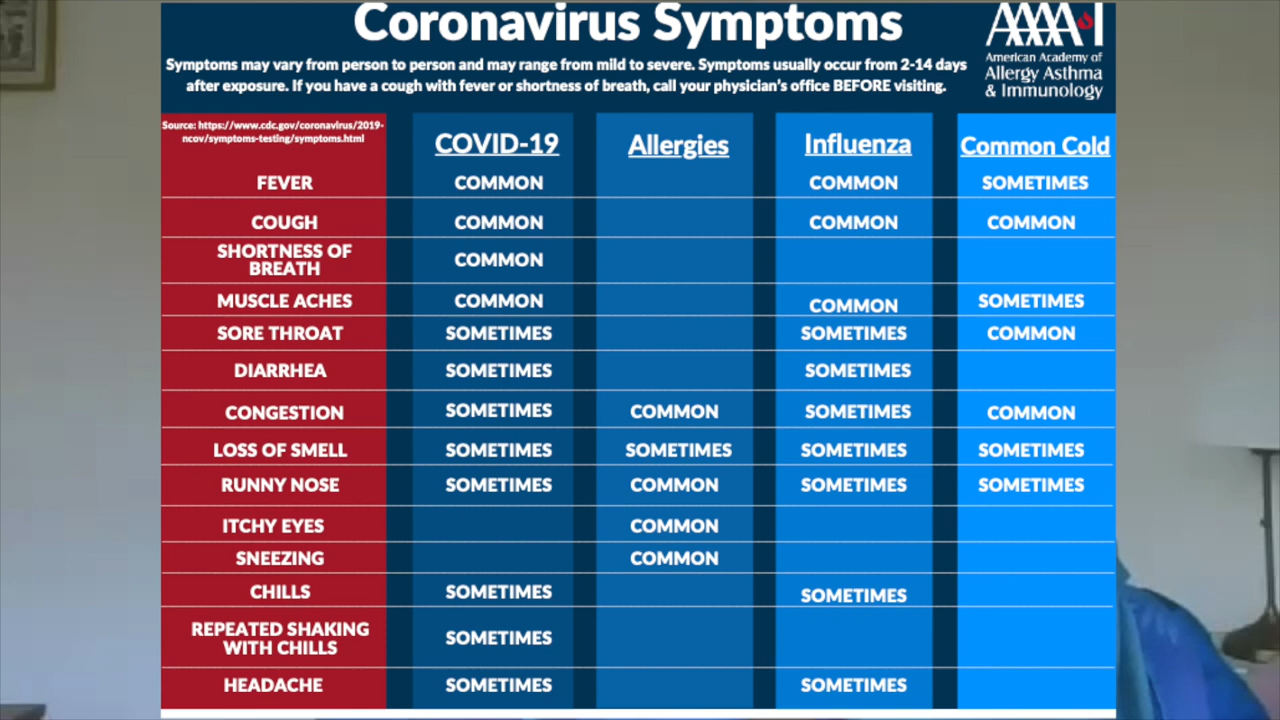 Coronavirus Symptoms
Symptoms may vary from person to person and may range from mild to severe. Symptoms usually occur from 2-14 days
after exposure. If you have a cough with fever or shortness of breath, call your physician's office BEFORE visiting.
AAAAI
American Academy of
Allergy Asthma
& Immunology
Source: https://www.cdc.gov/coronavirus/2019-
ncov/symptoms-testing/symptoms.html
COVID-19 Allergies Influenza Common Cold
FEVER COMMON COMMON SOMETIMES
COUGH COMMON COMMON COMMON
SHORTNESS OF
BREATH COMMON
MUSCLE ACHES COMMON COMMON SOMETIMES
SORE THROAT SOMETIMES SOMETIMES COMMON
DIARRHEA SOMETIMES SOMETIMES
CONGESTION SOMETIMES COMMON SOMETIMES COMMON
LOSS OF SMELL SOMETIMES SOMETIMES SOMETIMES SOMETIMES
RUNNY NOSE SOMETIMES COMMON SOMETIMES SOMETIMES
ITCHY EYES COMMON
SNEEZING COMMON
CHILLS SOMETIMES SOMETIMES
REPEATED SHAKING
WITH CHILLS SOMETIMES
HEADACHE SOMETIMES SOMETIMES